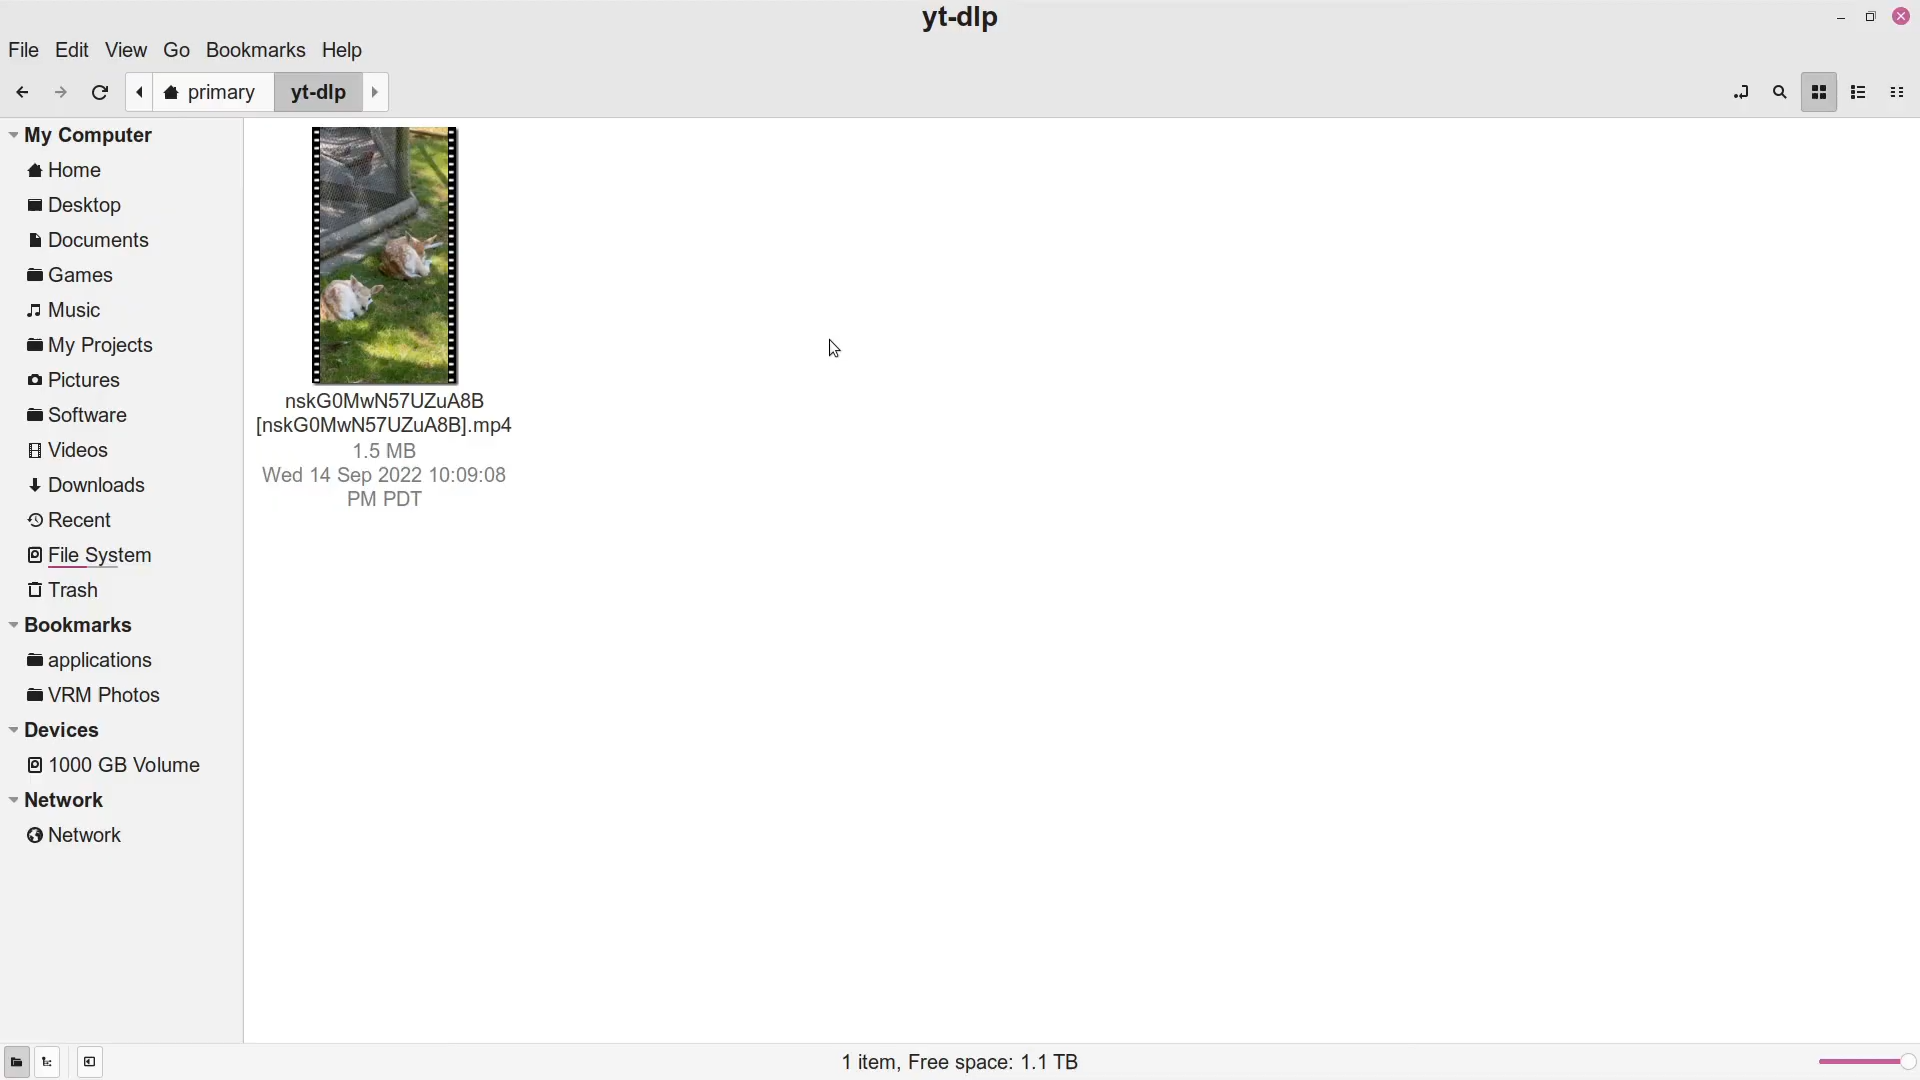 yt-dlp
File Edit View Go Bookmarks Help
primary yt-dlp
My Computer
Home
Desktop
Documents
Games
Music
My Projects
Pictures
Software
Videos
Downloads
Recent
File System
Trash
Bookmarks
applications
VRM Photos
Devices
1000 GB Volume
Network
Network
nskG0MwN57UZuA8B
[nskG0MwN57UZuA8B].mp4
1.5 MB
Wed 14 Sep 2022 10:09:08
PM PDT
1 item, Free space: 1.1 TB